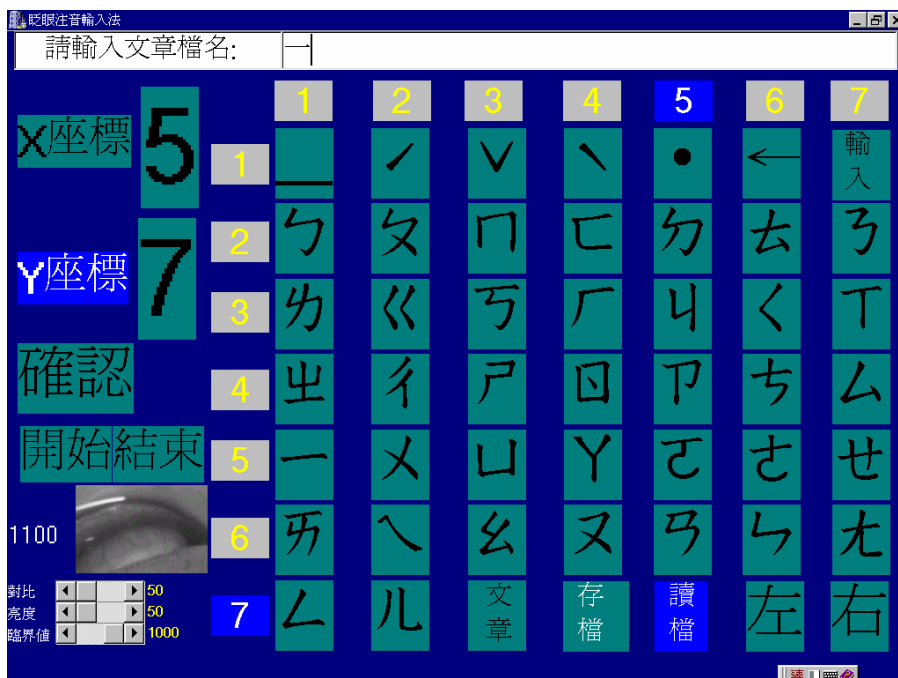 眨眼注音輸入法
請輸入文章檔名: 一
1 2 3 4 5 6 7
X座標 5
1 ˉ ˊ ˇ ˋ ˙ ← 輸入
2 ㄅ ㄆ ㄇ ㄈ ㄉ ㄊ ㄋ
Y座標 7
3 ㄌ ㄍ ㄎ ㄏ ㄐ ㄑ ㄒ
確認
4 ㄓ ㄔ ㄕ ㄖ ㄗ ㄘ ㄙ
開始 結束
5 ㄧ ㄨ ㄩ ㄚ ㄛ ㄜ ㄝ
1100
6 ㄞ ㄟ ㄠ ㄡ ㄢ ㄣ ㄤ
對比 50
亮度 50
臨界值 1000
7 ㄥ ㄦ 文章 存檔 讀檔 左 右